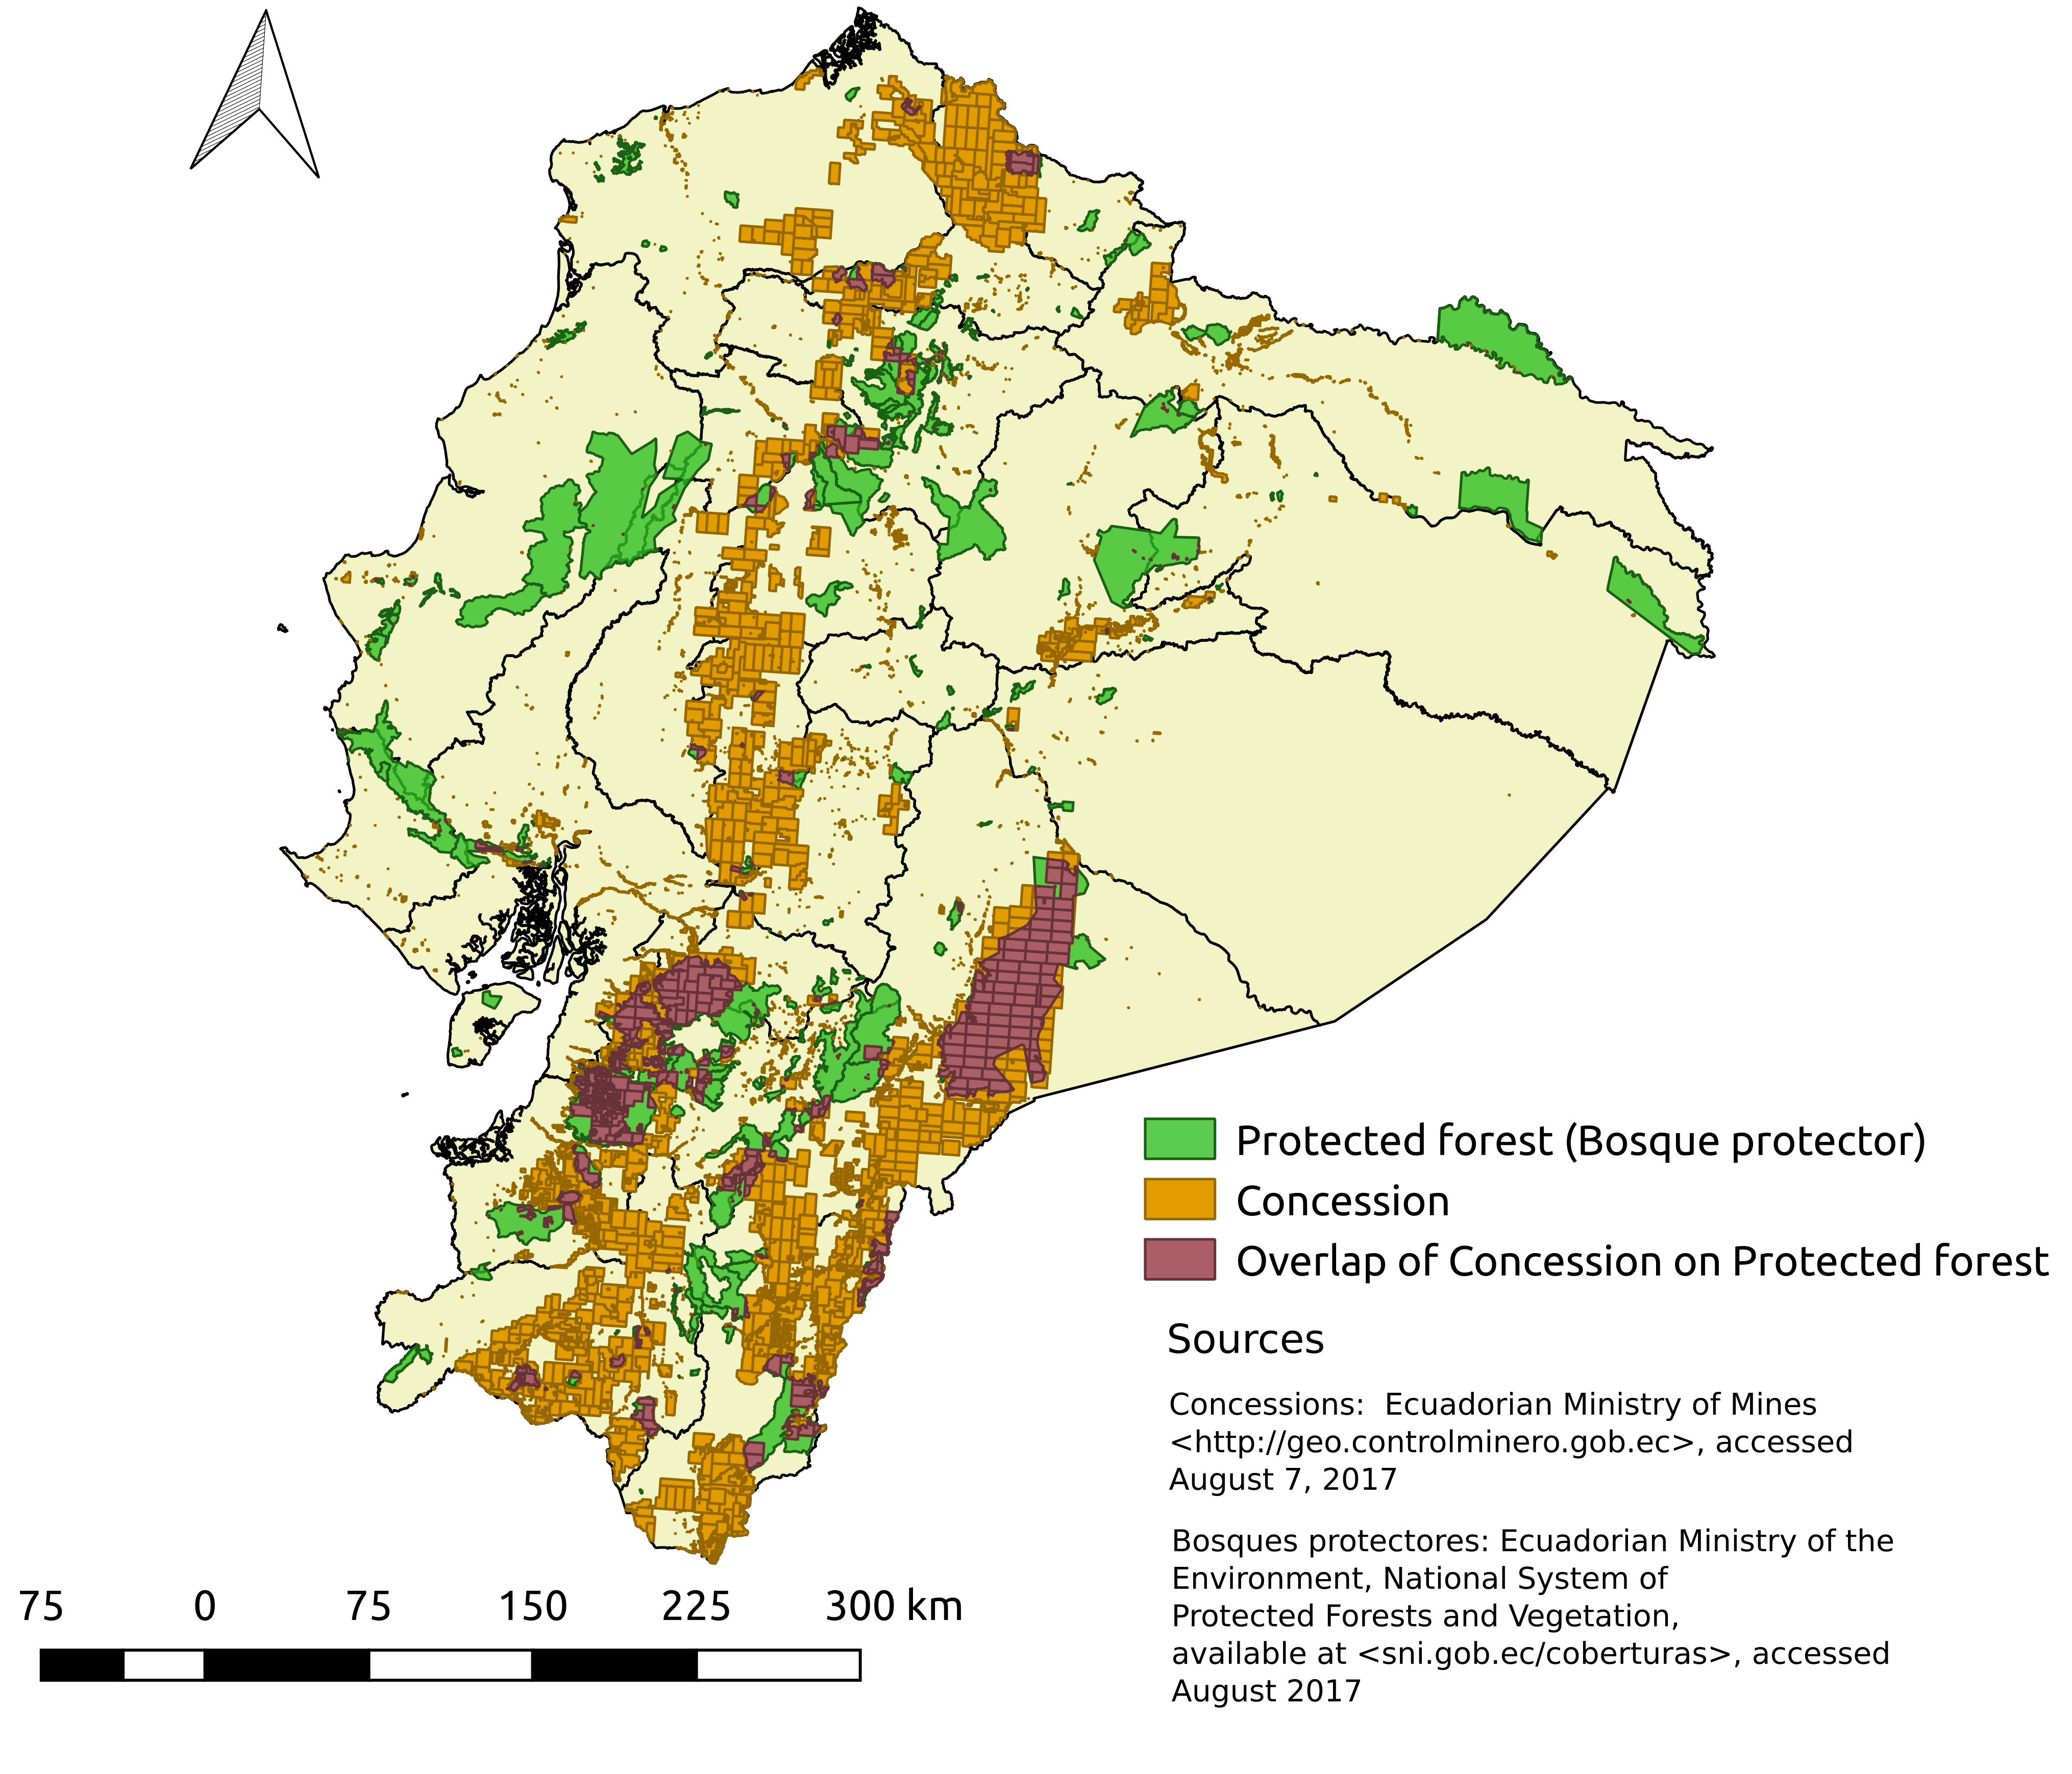 Protected forest (Bosque protector)
Concession
Overlap of Concession on Protected forest
Sources
Concessions:  Ecuadorian Ministry of Mines
<http://geo.controlminero.gob.ec>, accessed
August 7, 2017
Bosques protectores: Ecuadorian Ministry of the
Environment, National System of
Protected Forests and Vegetation,
available at <sni.gob.ec/coberturas>, accessed
August 2017
75 0 75 150 225 300 km